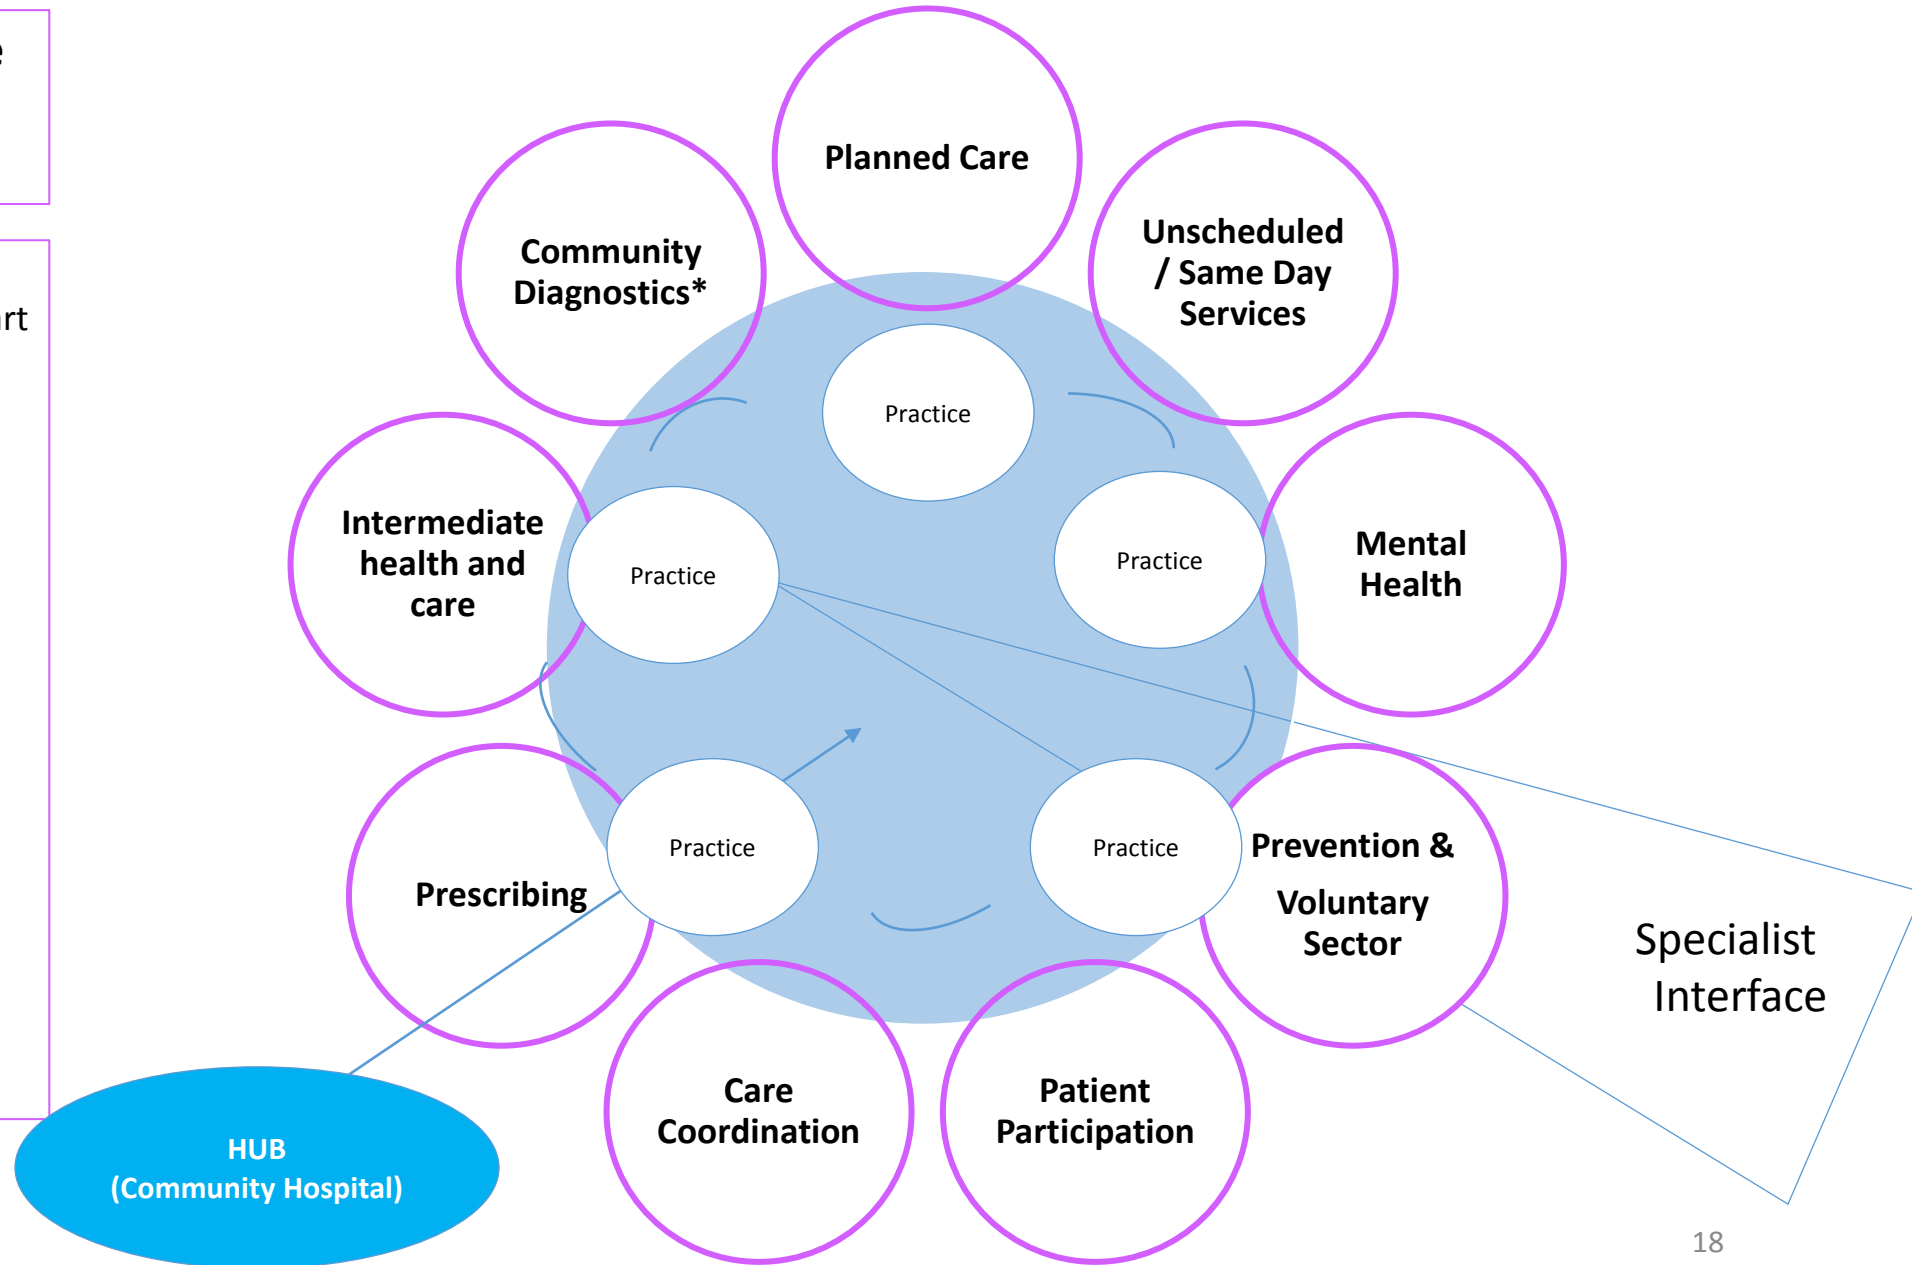 e
art
Planned Care
Community
Diagnostics*
Unscheduled
/ Same Day
Services
Practice
Intermediate
health and
care
Practice
Practice
Mental
Health
Prescribing
Practice
Practice
Prevention &
Voluntary
Sector
Specialist
Interface
Care
Coordination
Patient
Participation
HUB
(Community Hospital)
18